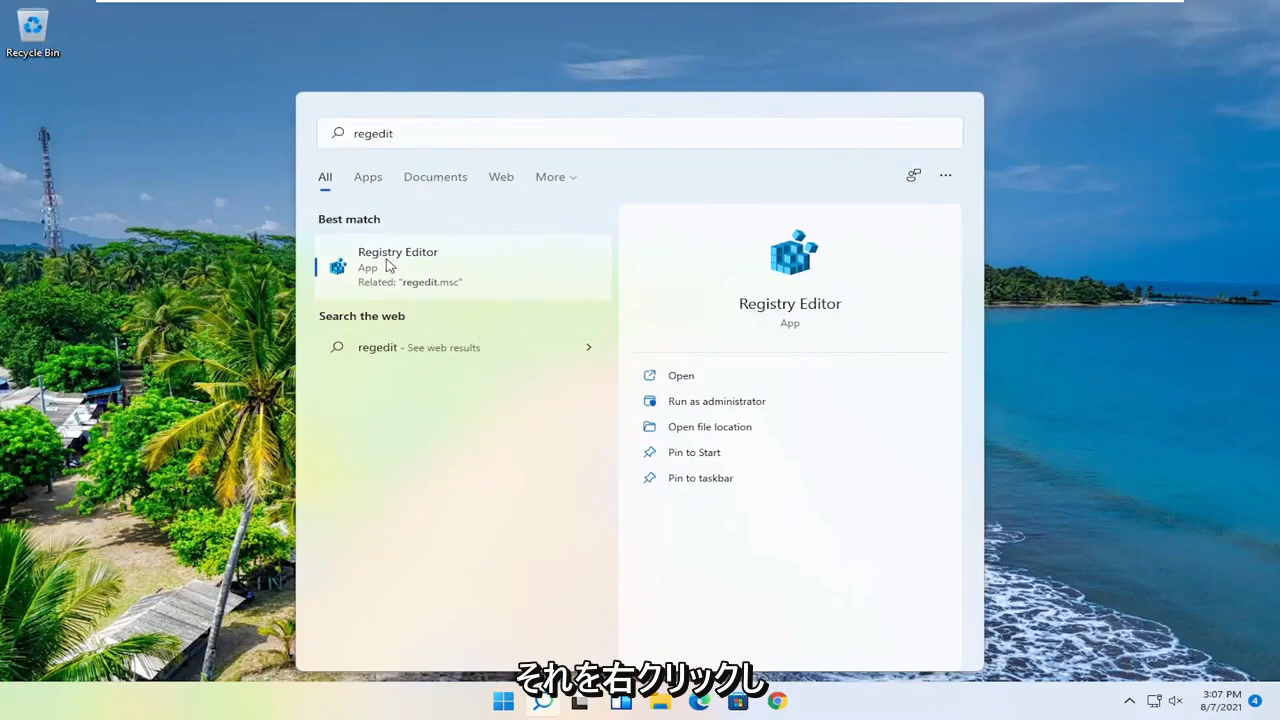 Recycle Bin
regedit
All Apps Documents Web More
Best match
Registry Editor
App
Related: "regedit.msc"
Search the web
regedit - See web results
Registry Editor
App
Open
Run as administrator
Open file location
Pin to Start
Pin to taskbar
それを右クリックし
3:07 PM
8/7/2021
4